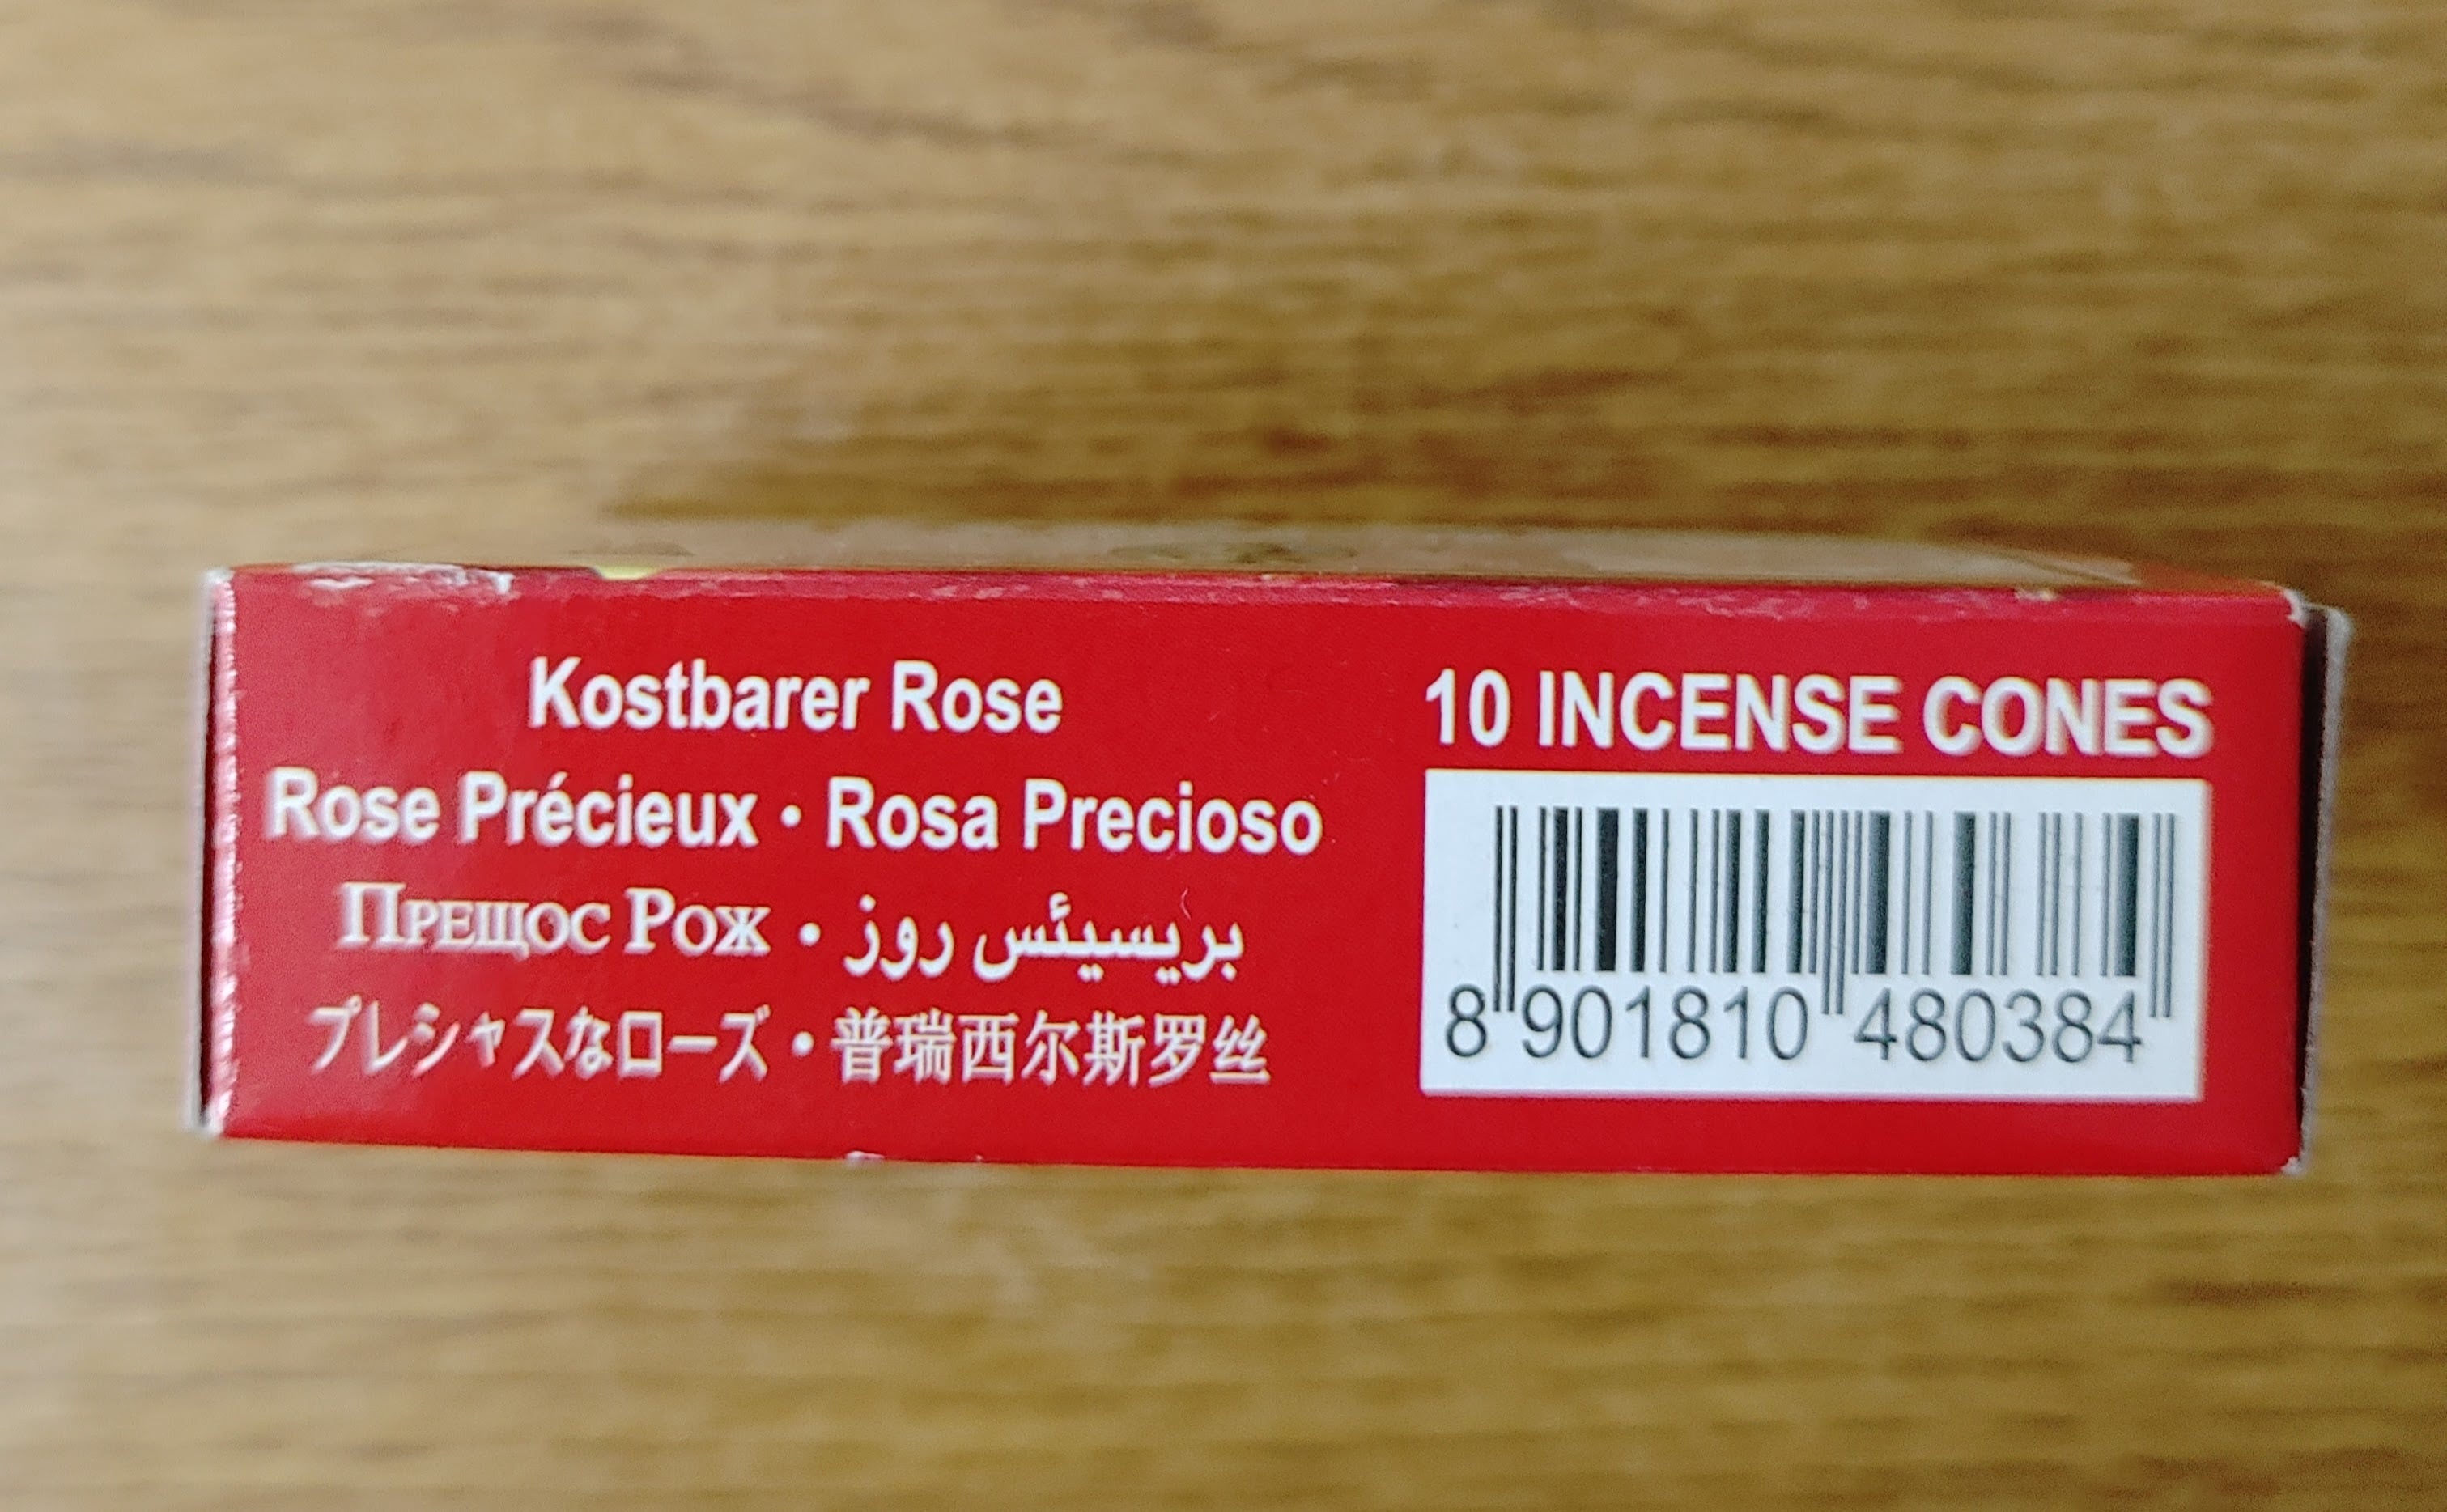 Kostbarer Rose
Rose Précieux • Rosa Precioso
Прещос Рож • بريسيئس روز
プレシャスなローズ • 普瑞西尔斯罗丝
10 INCENSE CONES
8 901810 480384